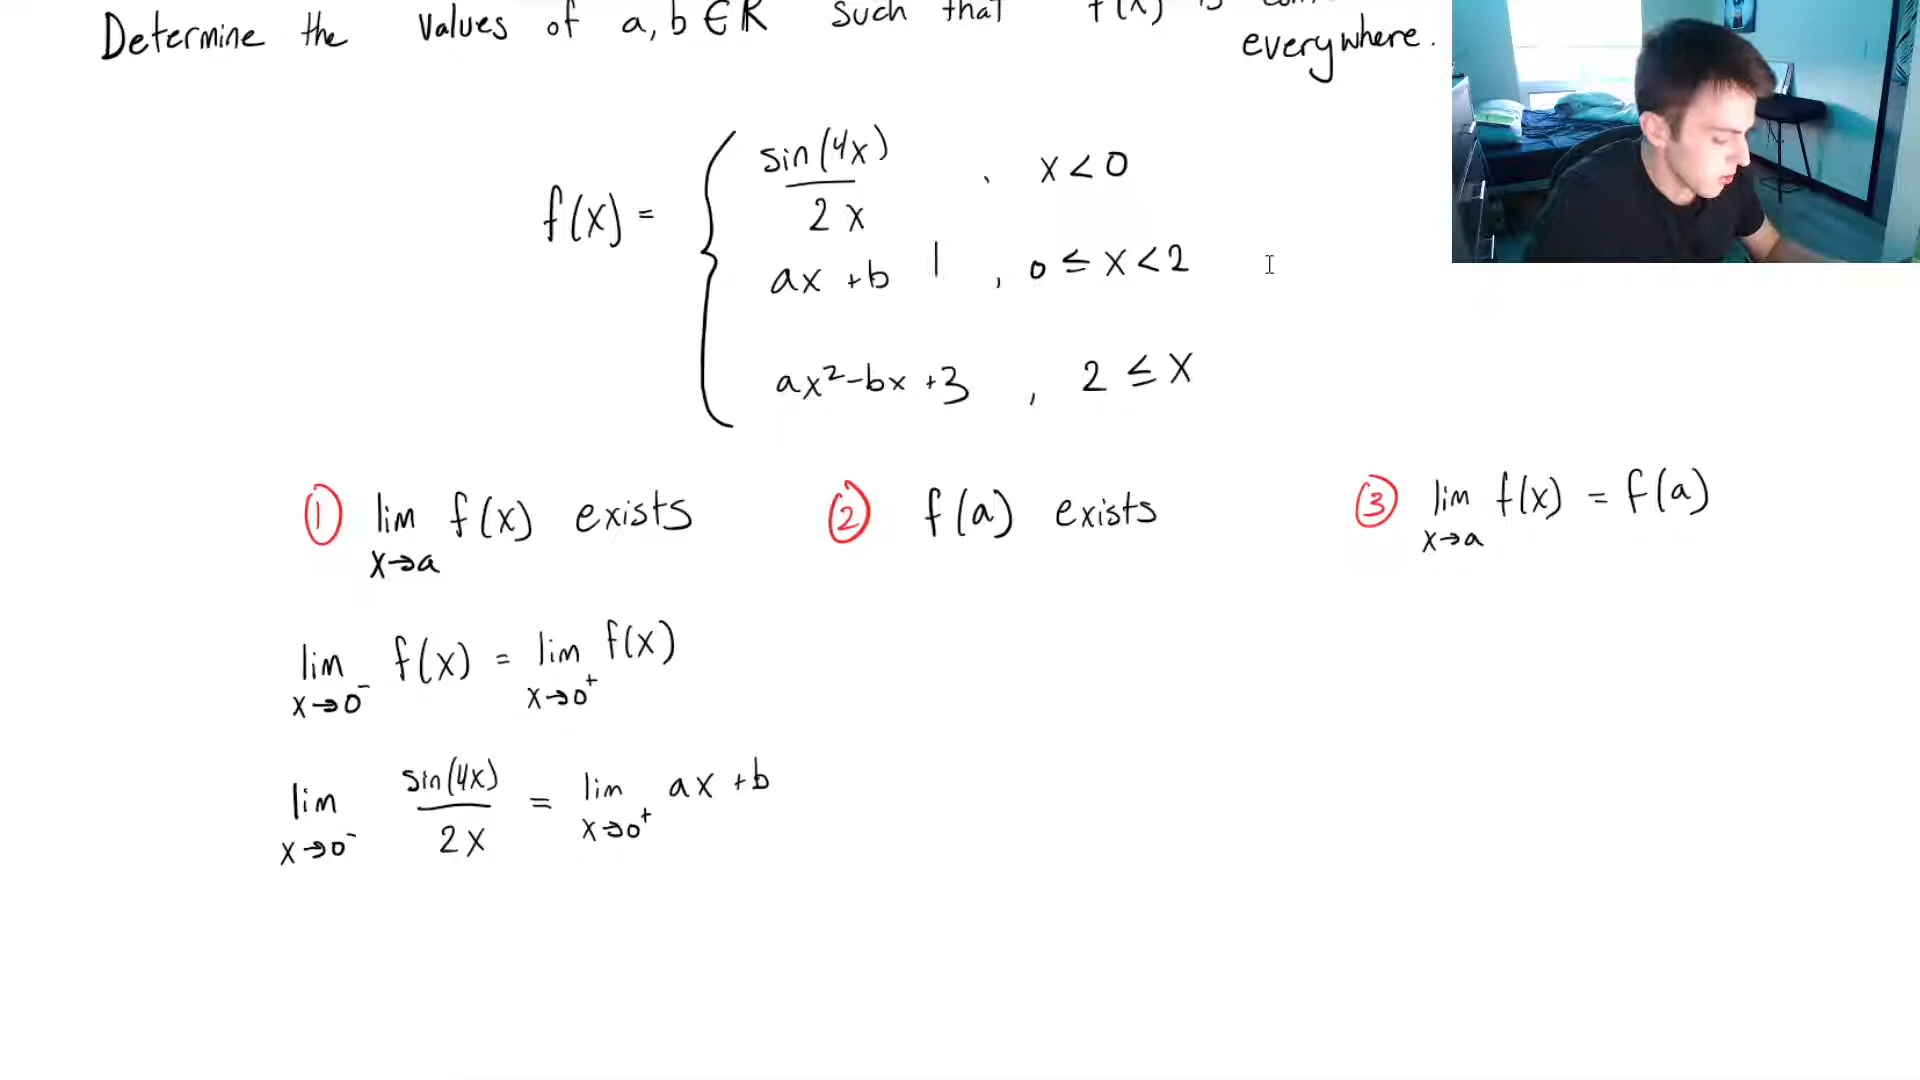 Determine the values of a, b ∈ ℝ such that f(x) is
everywhere.
sin(4x)
f(x) = { ――― , x < 0
2x
ax + b | , 0 ≤ x < 2
ax² - bx + 3 , 2 ≤ x
① lim f(x) exists ② f(a) exists ③ lim f(x) = f(a)
x→a x→a
lim f(x) = lim f(x)
x→0⁻ x→0⁺
lim sin(4x)/2x = lim ax + b
x→0⁻ x→0⁺